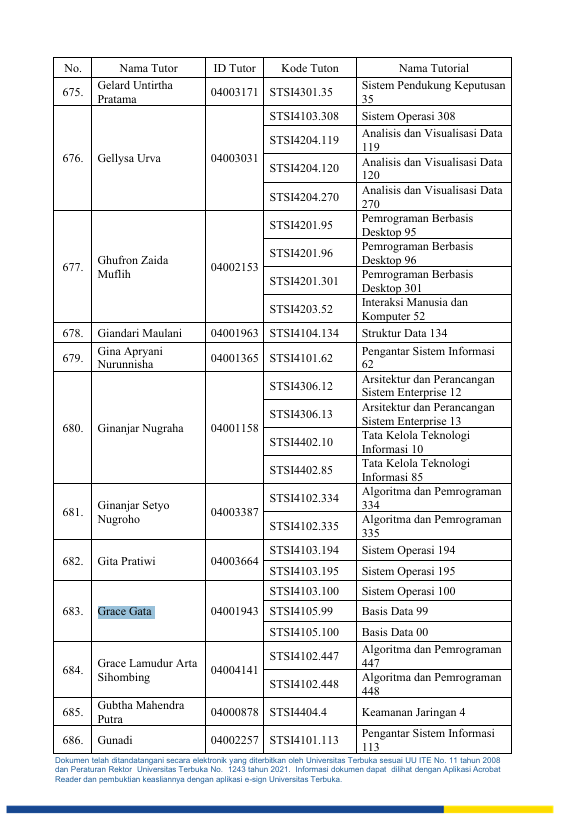 No. Nama Tutor ID Tutor Kode Tuton Nama Tutorial
675. Gelard Untirtha Pratama 04003171 STSI4301.35 Sistem Pendukung Keputusan 35
676. Gellysa Urva 04003031 STSI4103.308 Sistem Operasi 308
STSI4204.119 Analisis dan Visualisasi Data 119
STSI4204.120 Analisis dan Visualisasi Data 120
STSI4204.270 Analisis dan Visualisasi Data 270
677. Ghufron Zaida Muflih 04002153 STSI4201.95 Pemrograman Berbasis Desktop 95
STSI4201.96 Pemrograman Berbasis Desktop 96
STSI4201.301 Pemrograman Berbasis Desktop 301
STSI4203.52 Interaksi Manusia dan Komputer 52
678. Giandari Maulani 04001963 STSI4104.134 Struktur Data 134
679. Gina Apryani Nurunnisha 04001365 STSI4101.62 Pengantar Sistem Informasi 62
680. Ginanjar Nugraha 04001158 STSI4306.12 Arsitektur dan Perancangan Sistem Enterprise 12
STSI4306.13 Arsitektur dan Perancangan Sistem Enterprise 13
STSI4402.10 Tata Kelola Teknologi Informasi 10
STSI4402.85 Tata Kelola Teknologi Informasi 85
681. Ginanjar Setyo Nugroho 04003387 STSI4102.334 Algoritma dan Pemrograman 334
STSI4102.335 Algoritma dan Pemrograman 335
682. Gita Pratiwi 04003664 STSI4103.194 Sistem Operasi 194
STSI4103.195 Sistem Operasi 195
683. Grace Gata 04001943 STSI4103.100 Sistem Operasi 100
STSI4105.99 Basis Data 99
STSI4105.100 Basis Data 00
684. Grace Lamudur Arta Sihombing 04004141 STSI4102.447 Algoritma dan Pemrograman 447
STSI4102.448 Algoritma dan Pemrograman 448
685. Gubtha Mahendra Putra 04000878 STSI4404.4 Keamanan Jaringan 4
686. Gunadi 04002257 STSI4101.113 Pengantar Sistem Informasi 113
Dokumen telah ditandatangani secara elektronik yang diterbitkan oleh Universitas Terbuka sesuai UU ITE No. 11 tahun 2008
dan Peraturan Rektor Universitas Terbuka No. 1243 tahun 2021. Informasi dokumen dapat dilihat dengan Aplikasi Acrobat
Reader dan pembuktian keasliannya dengan aplikasi e-sign Universitas Terbuka.